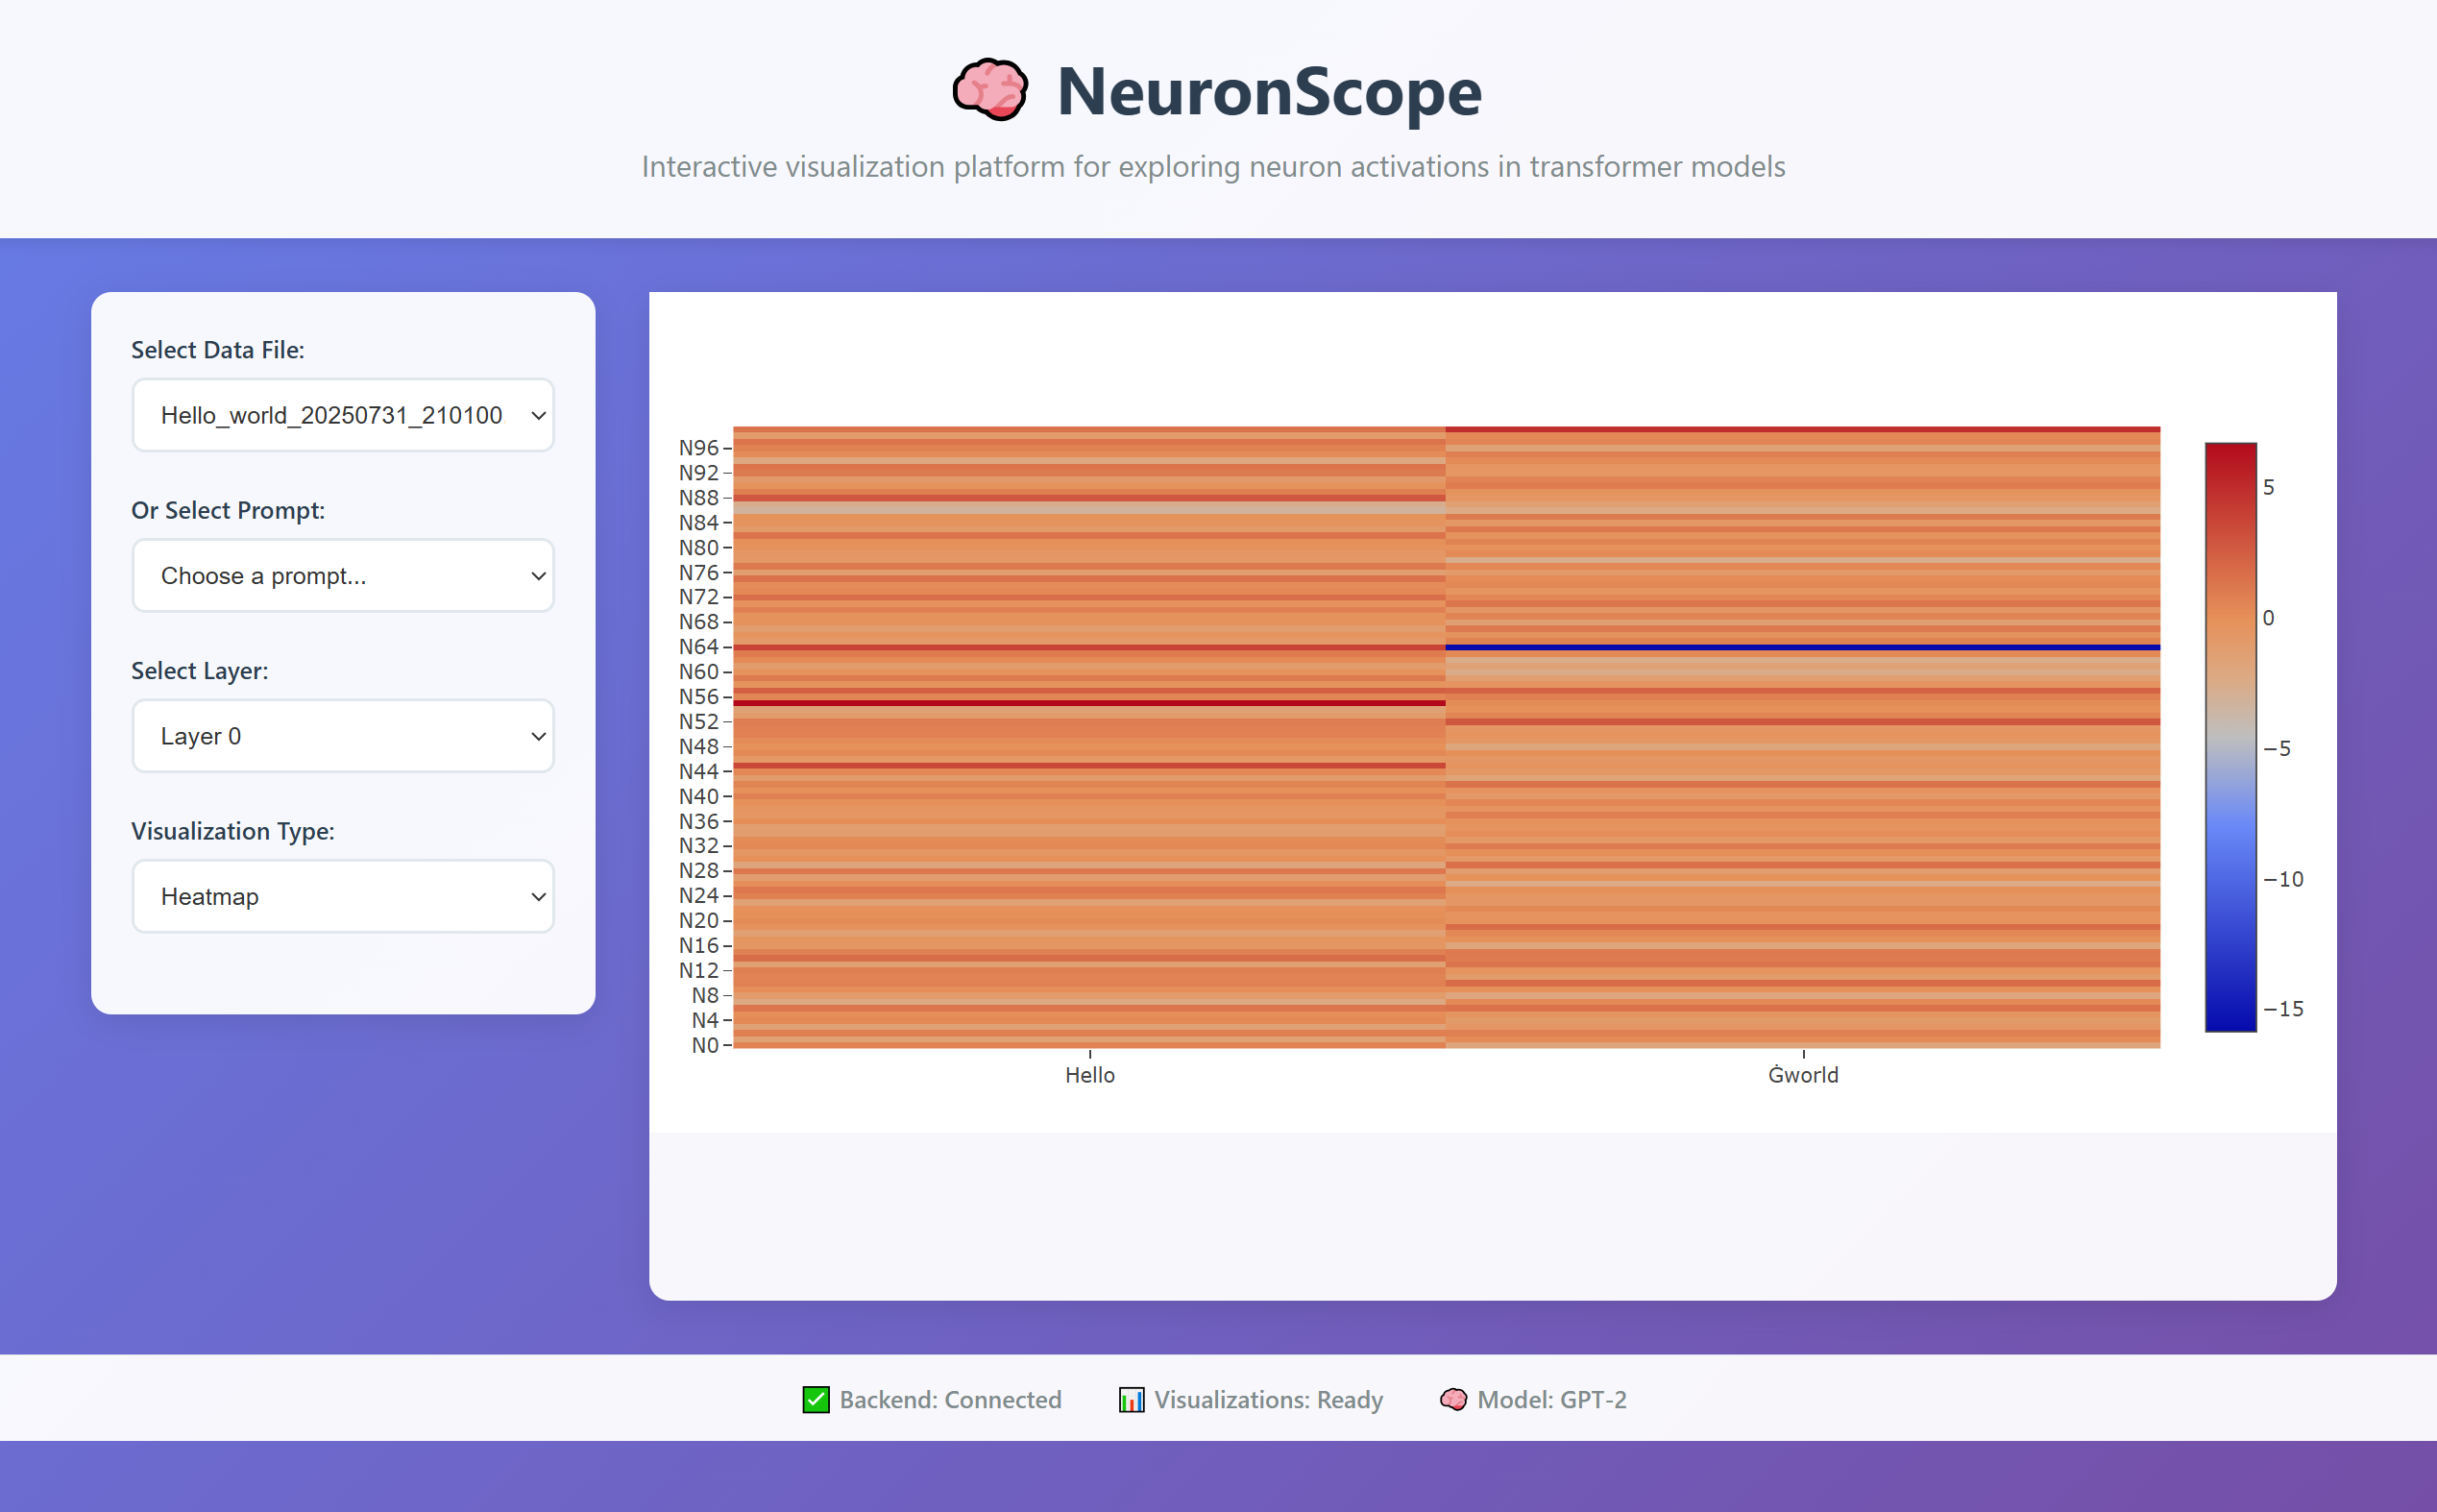 NeuronScope
Interactive visualization platform for exploring neuron activations in transformer models
Select Data File:
Hello_world_20250731_210100
Or Select Prompt:
Choose a prompt...
Select Layer:
Layer 0
Visualization Type:
Heatmap
N96
N92
N88
N84
N80
N76
N72
N68
N64
N60
N56
N52
N48
N44
N40
N36
N32
N28
N24
N20
N16
N12
N8
N4
N0
Hello
Ġworld
5
0
−5
−10
−15
Backend: Connected
Visualizations: Ready
Model: GPT-2